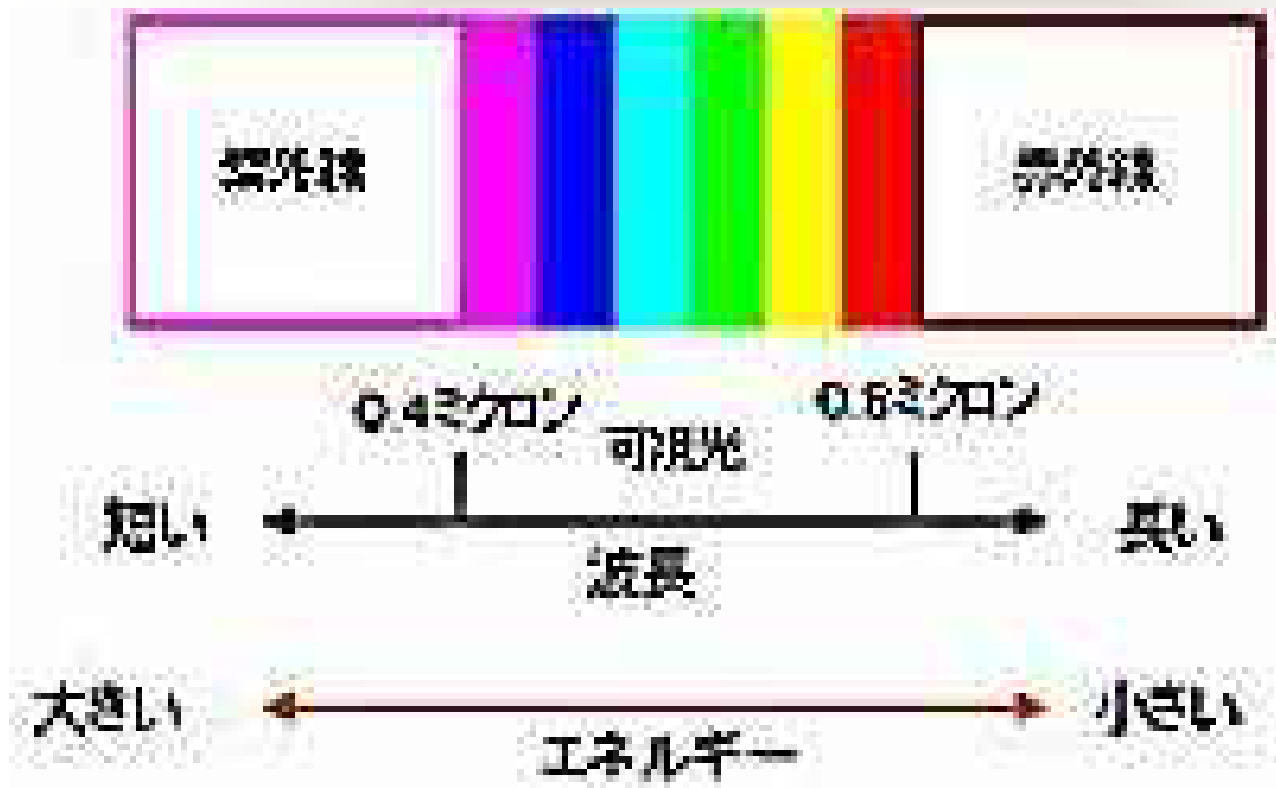 紫外線 赤外線
0.4ミクロン 0.6ミクロン
可視光
短い 長い
波長
大きい 小さい
エネルギー